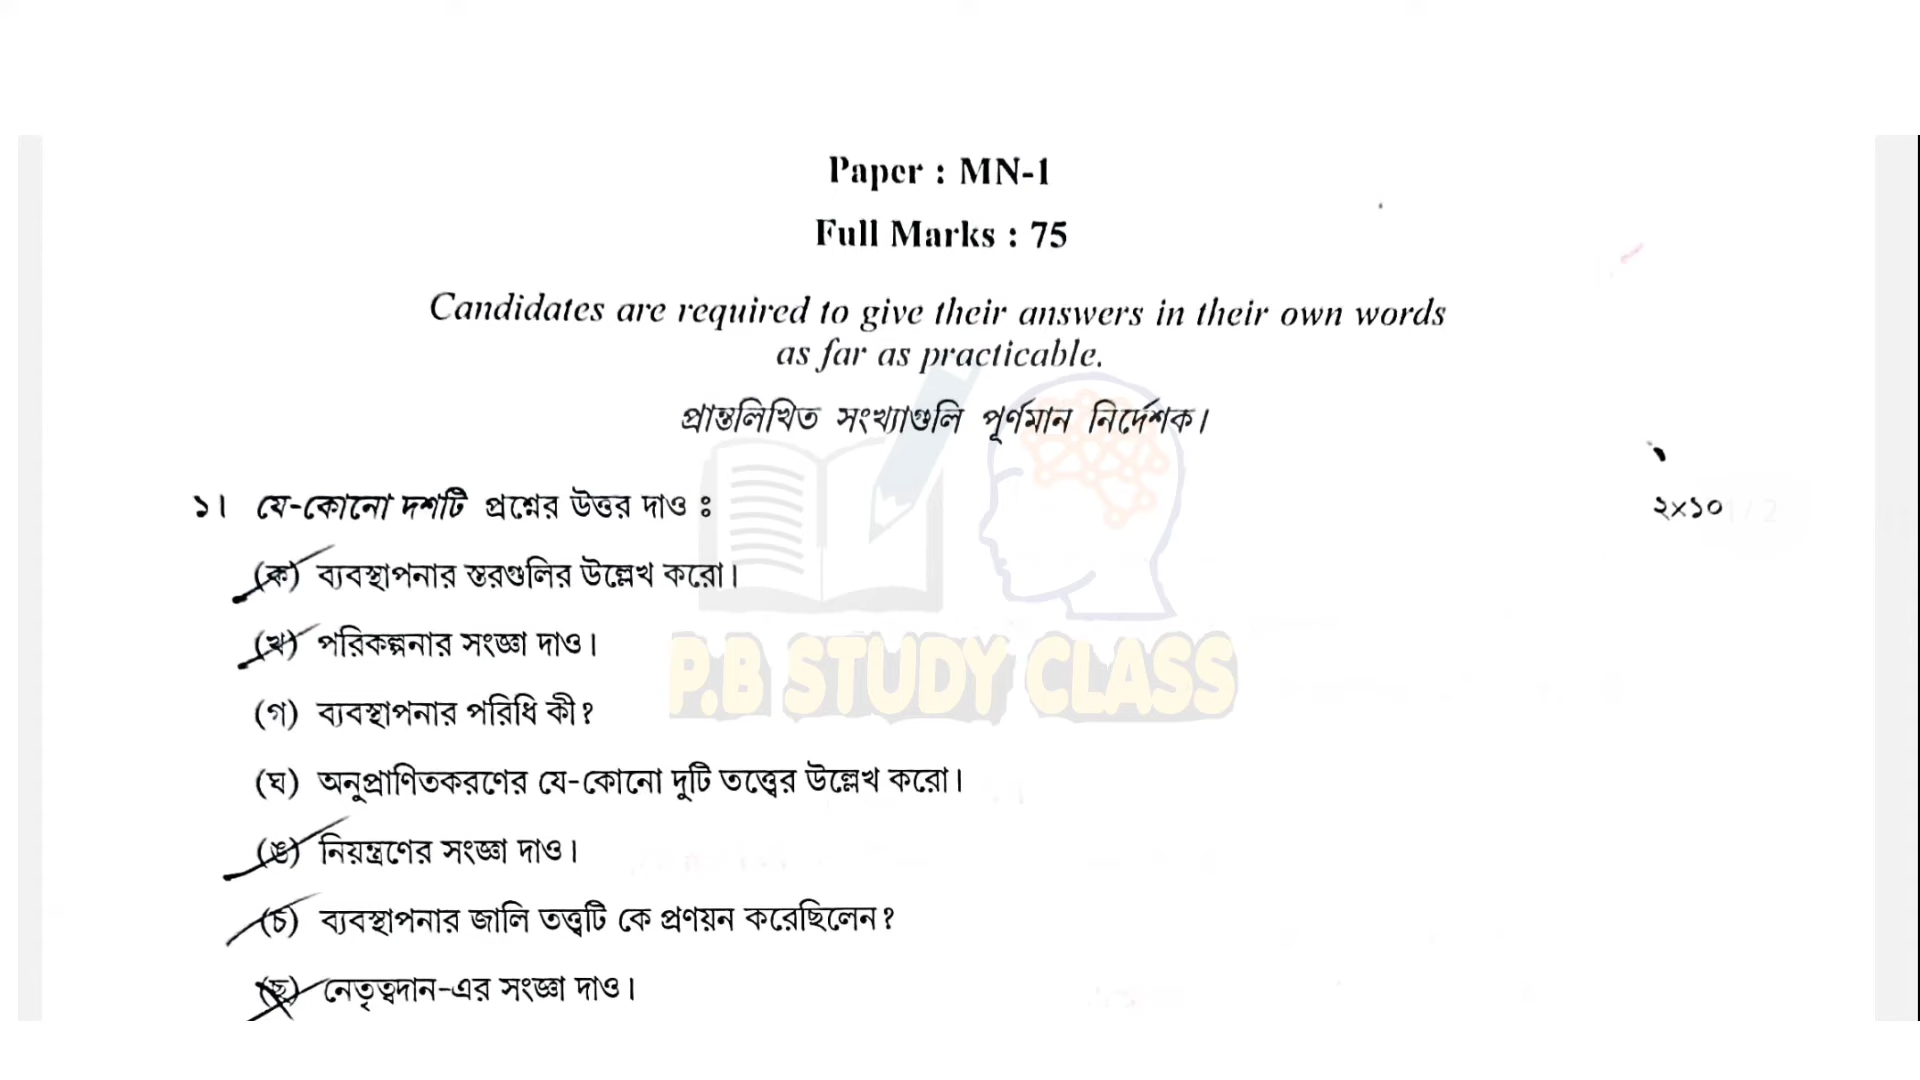 Paper : MN-1
Full Marks : 75
Candidates are required to give their answers in their own words
as far as practicable.
প্রান্তলিখিত সংখ্যাগুলি পূর্ণমান নির্দেশক।
১। যে-কোনো দশটি প্রশ্নের উত্তর দাও ঃ ২×১০
(ক) ব্যবস্থাপনার স্তরগুলির উল্লেখ করো।
(খ) পরিকল্পনার সংজ্ঞা দাও।
P.B STUDY CLASS
(গ) ব্যবস্থাপনার পরিধি কী?
(ঘ) অনুপ্রাণিতকরণের যে-কোনো দুটি তত্ত্বের উল্লেখ করো।
(ঙ) নিয়ন্ত্রণের সংজ্ঞা দাও।
(চ) ব্যবস্থাপনার জালি তত্ত্বটি কে প্রণয়ন করেছিলেন?
(ছ) নেতৃত্বদান-এর সংজ্ঞা দাও।